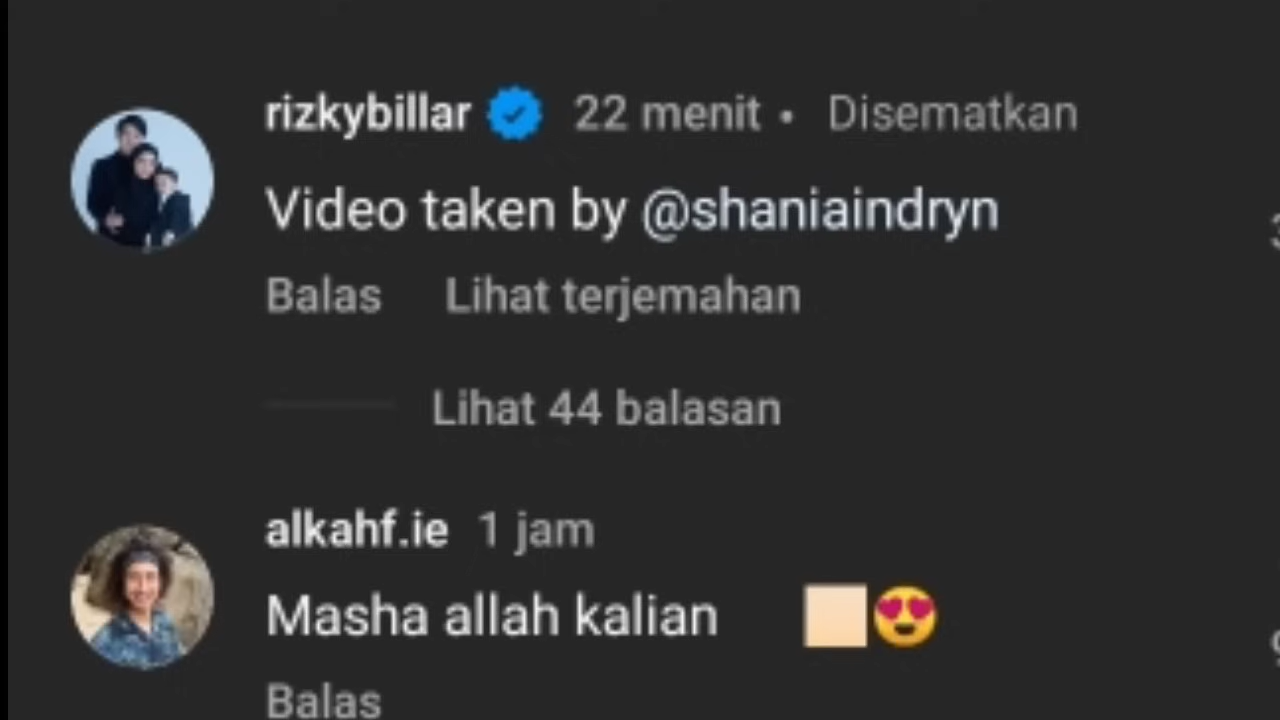 rizkybillar 22 menit • Disematkan
Video taken by @shaniaindryn
Balas Lihat terjemahan
Lihat 44 balasan
alkahf.ie 1 jam
Masha allah kalian 🏼😍
Balas